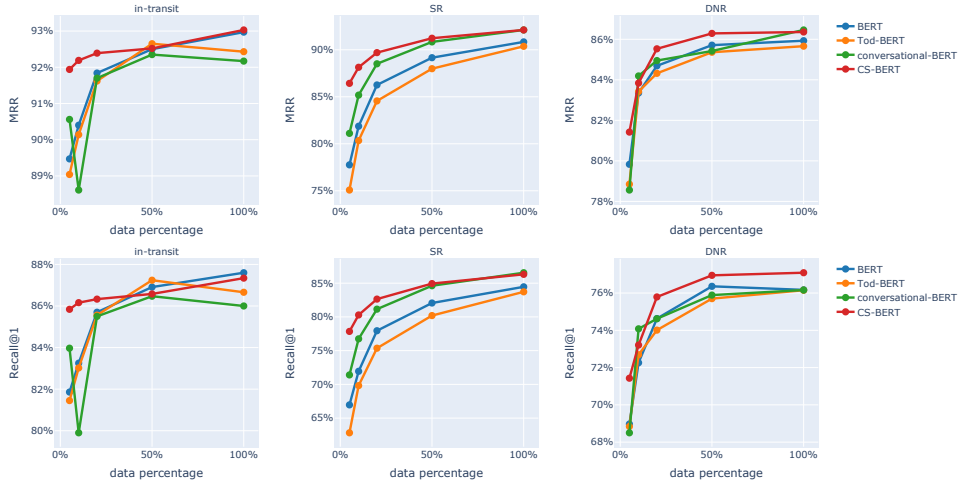 in-transit
SR
DNR
93%
92%
91%
90%
89%
MRR
0%
50%
100%
data percentage
90%
85%
80%
75%
MRR
0%
50%
100%
data percentage
86%
84%
82%
80%
78%
MRR
0%
50%
100%
data percentage
BERT
Tod-BERT
conversational-BERT
CS-BERT
in-transit
SR
DNR
88%
86%
84%
82%
80%
Recall@1
0%
50%
100%
data percentage
85%
80%
75%
70%
65%
Recall@1
0%
50%
100%
data percentage
76%
74%
72%
70%
68%
Recall@1
0%
50%
100%
data percentage
BERT
Tod-BERT
conversational-BERT
CS-BERT